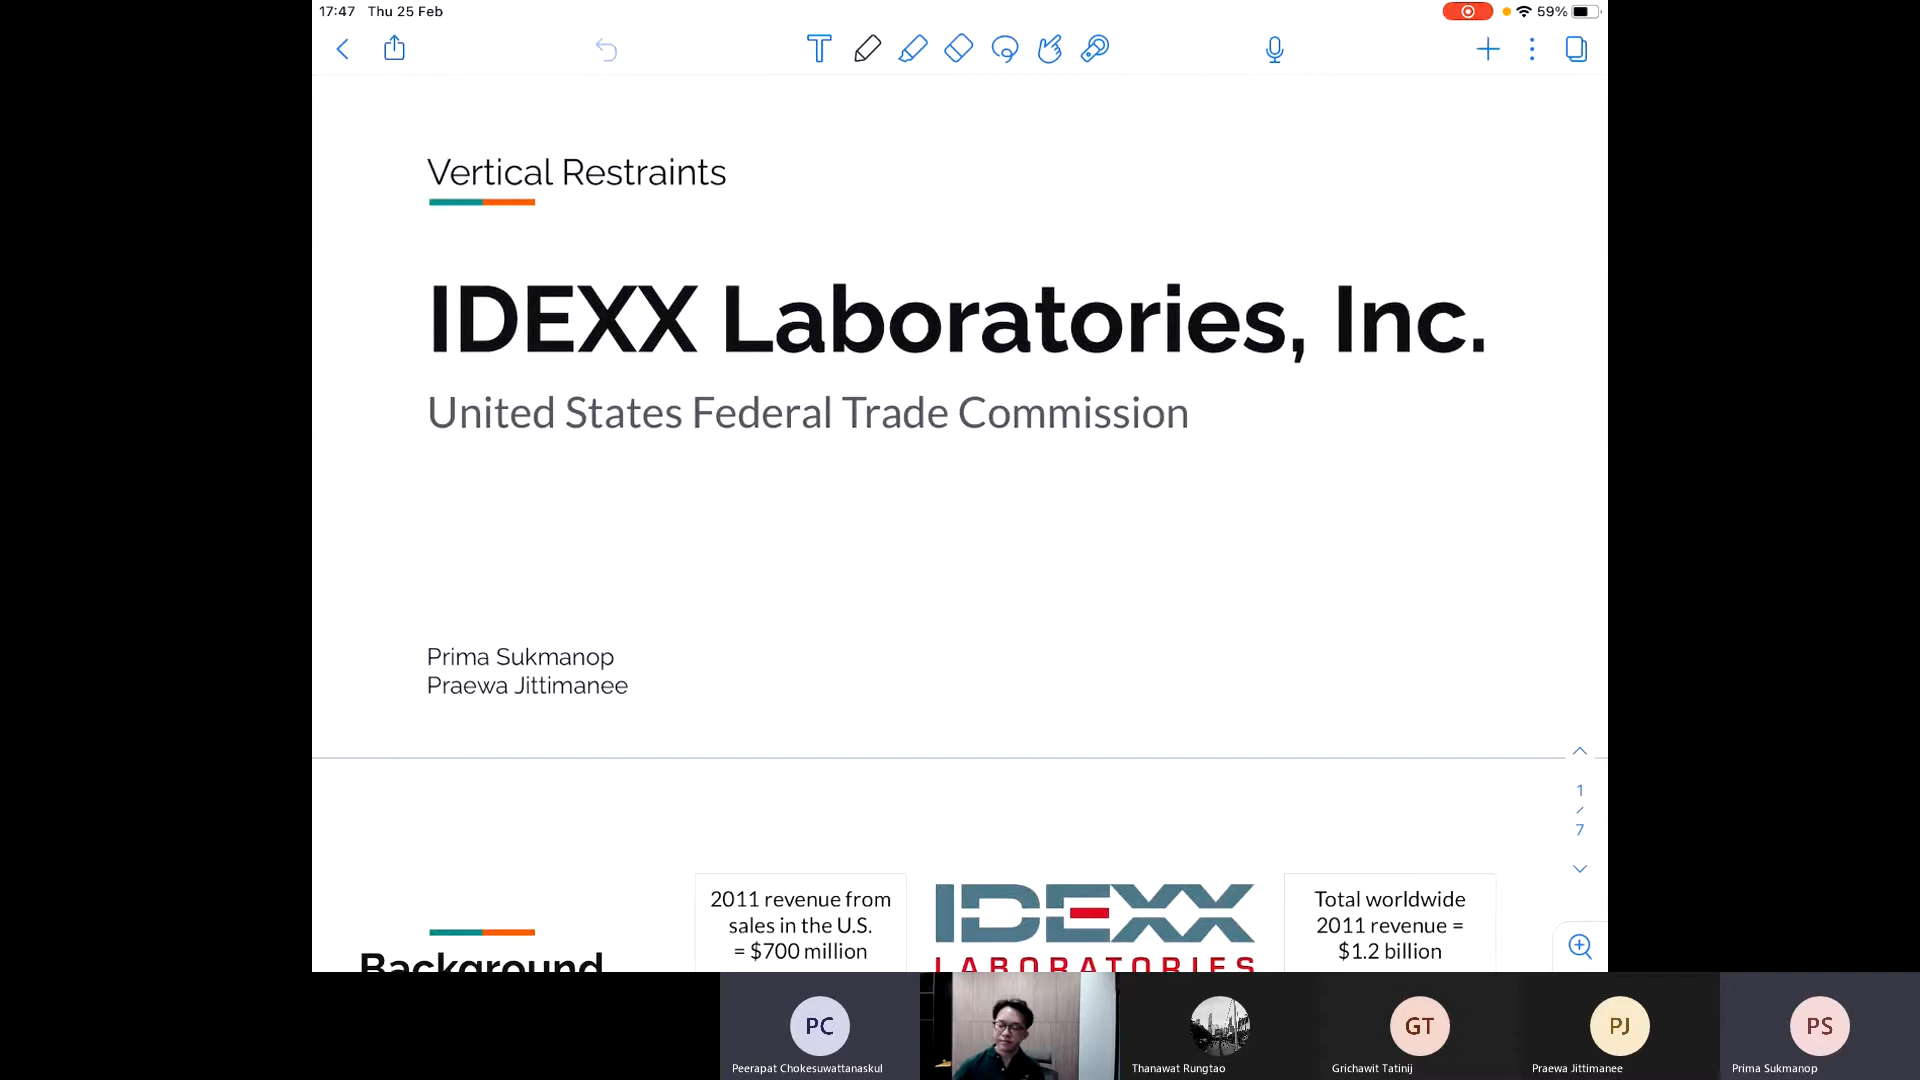 17:47 Thu 25 Feb
59%
Vertical Restraints
IDEXX Laboratories, Inc.
United States Federal Trade Commission
Prima Sukmanop
Praewa Jittimanee
1
/
7
Background
2011 revenue from
sales in the U.S.
= $700 million
IDEXX
LABORATORIES
Total worldwide
2011 revenue =
$1.2 billion
PC
Peerapat Chokesuwattanaskul
Thanawat Rungtao
GT
Grichawit Tatinij
PJ
Praewa Jittimanee
PS
Prima Sukmanop